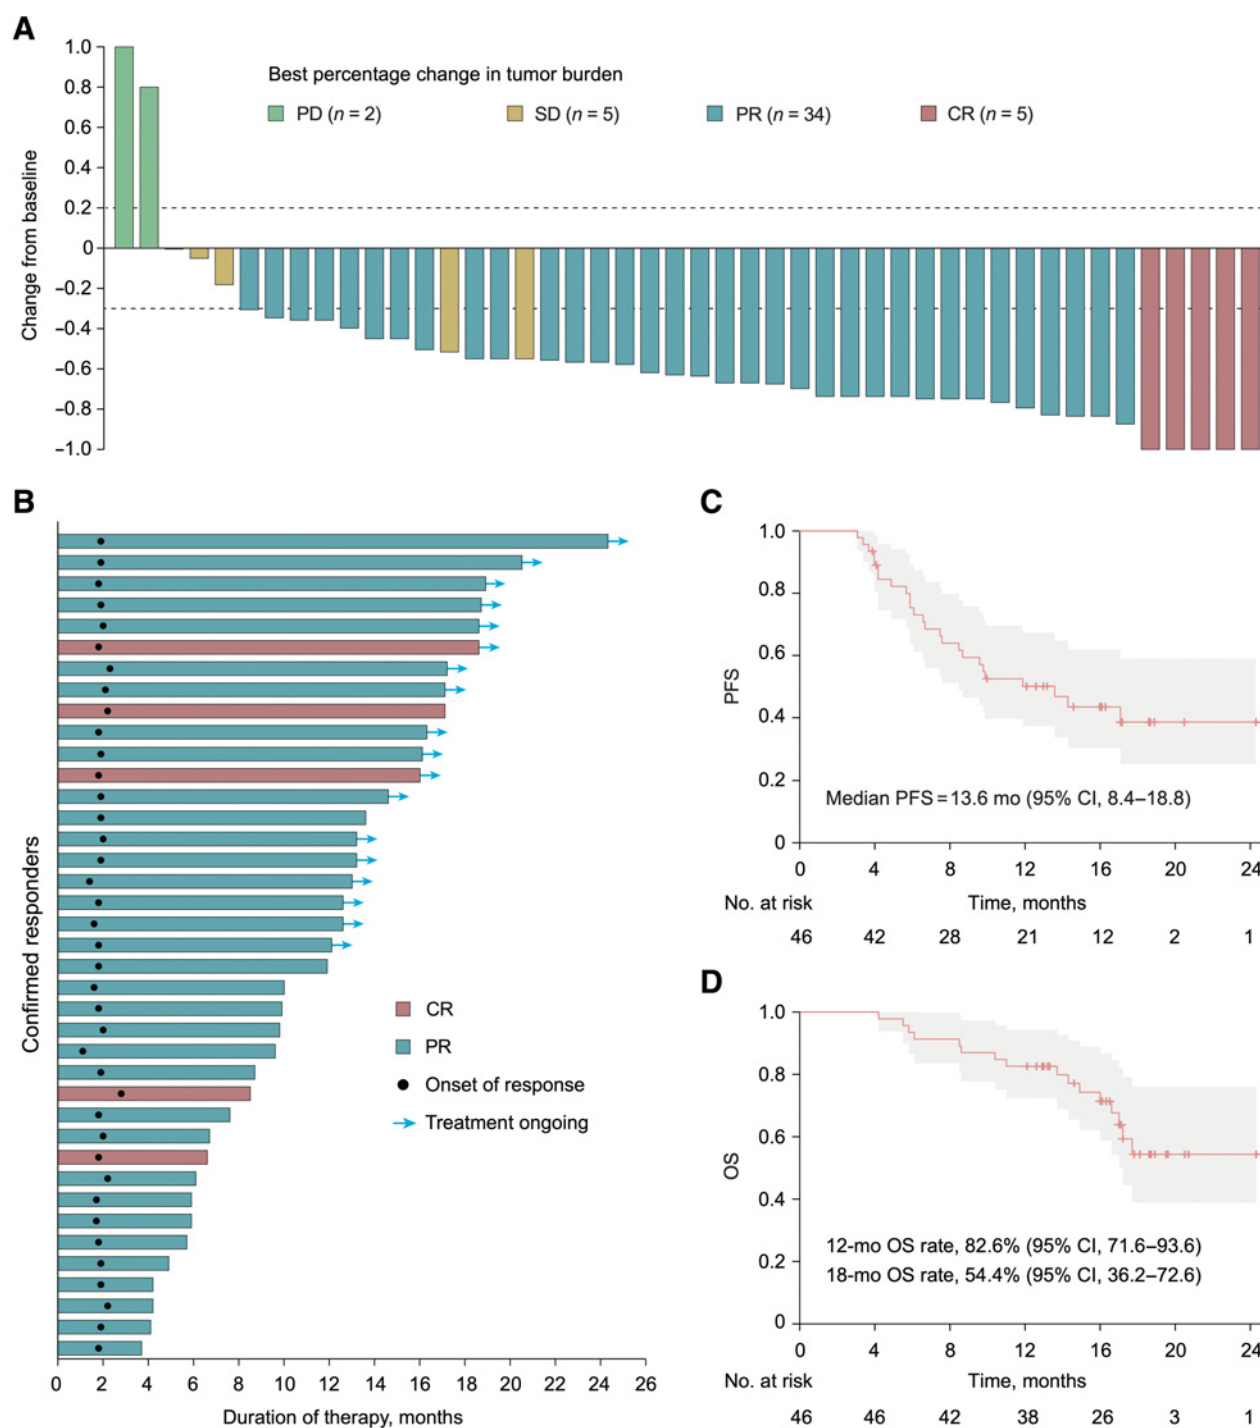 A
Best percentage change in tumor burden
PD (n = 2) SD (n = 5) PR (n = 34) CR (n = 5)
Change from baseline
1.0
0.8
0.6
0.4
0.2
0
–0.2
–0.4
–0.6
–0.8
–1.0
B
Confirmed responders
CR
PR
Onset of response
Treatment ongoing
0 2 4 6 8 10 12 14 16 18 20 22 24 26
Duration of therapy, months
C
PFS
1.0
0.8
0.6
0.4
0.2
0
Median PFS = 13.6 mo (95% CI, 8.4–18.8)
0 4 8 12 16 20 24
No. at risk Time, months
46 42 28 21 12 2 1
D
OS
1.0
0.8
0.6
0.4
0.2
0
12-mo OS rate, 82.6% (95% CI, 71.6–93.6)
18-mo OS rate, 54.4% (95% CI, 36.2–72.6)
0 4 8 12 16 20 24
No. at risk Time, months
46 46 42 38 26 3 1